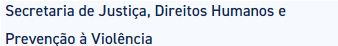 Secretaria de Justiça, Direitos Humanos e
Prevenção à Violência